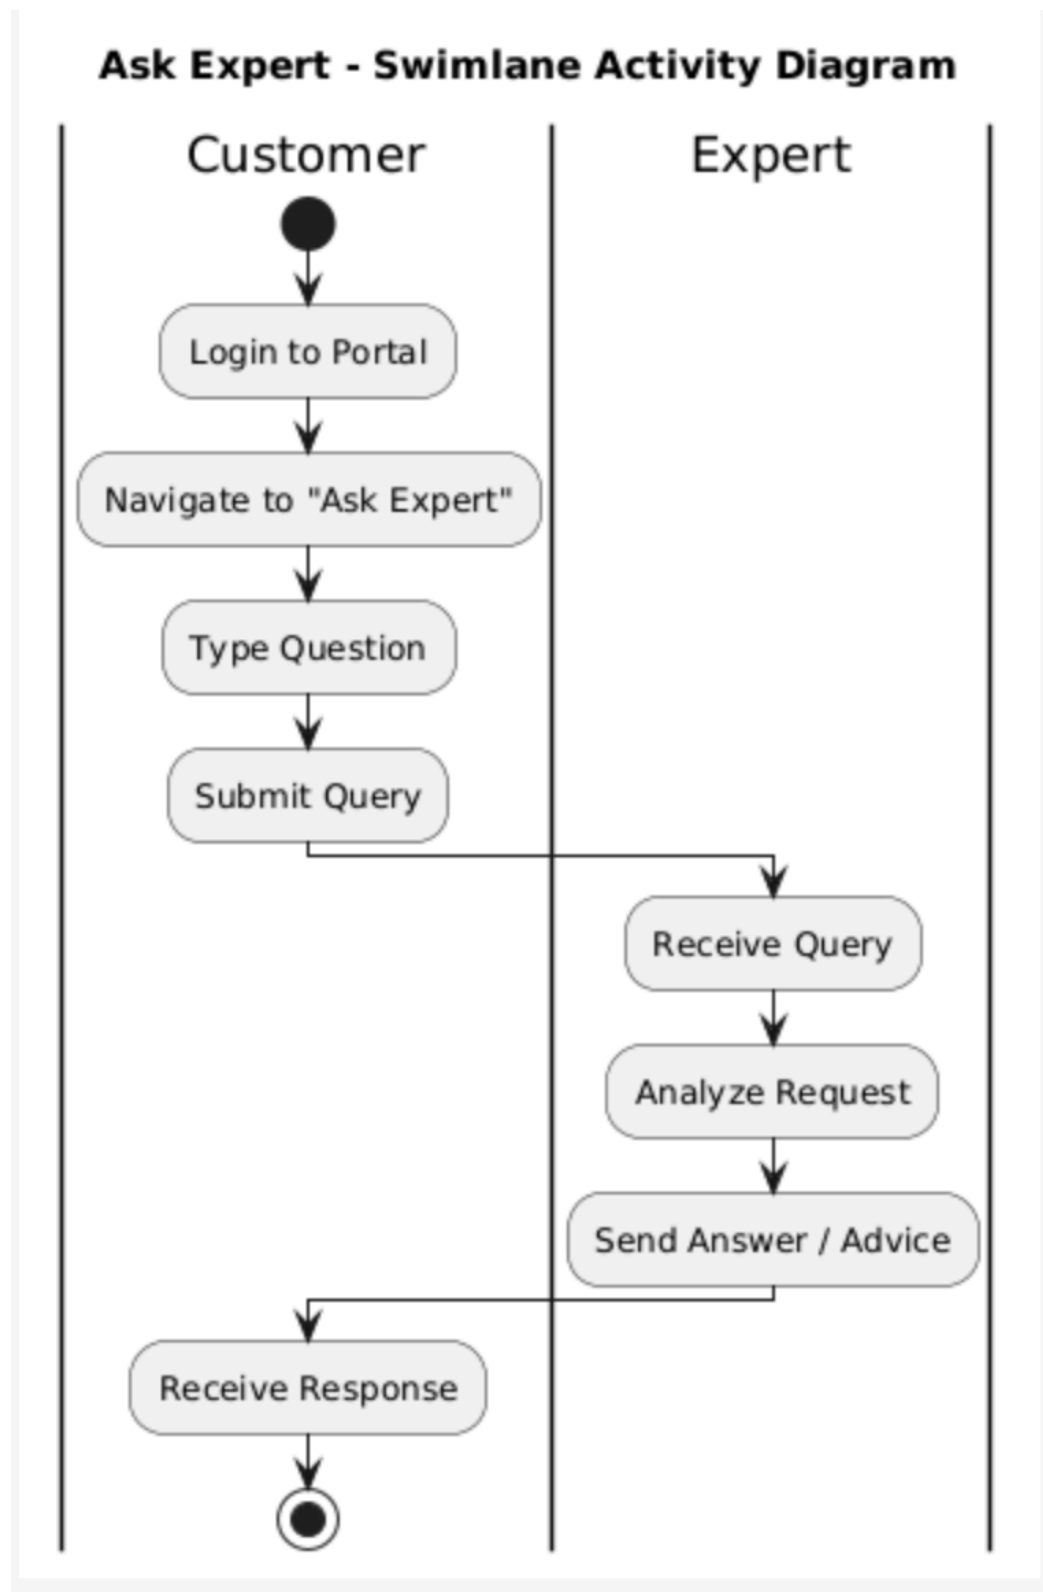 Ask Expert - Swimlane Activity Diagram
Customer
Expert
Login to Portal
Navigate to "Ask Expert"
Type Question
Submit Query
Receive Query
Analyze Request
Send Answer / Advice
Receive Response